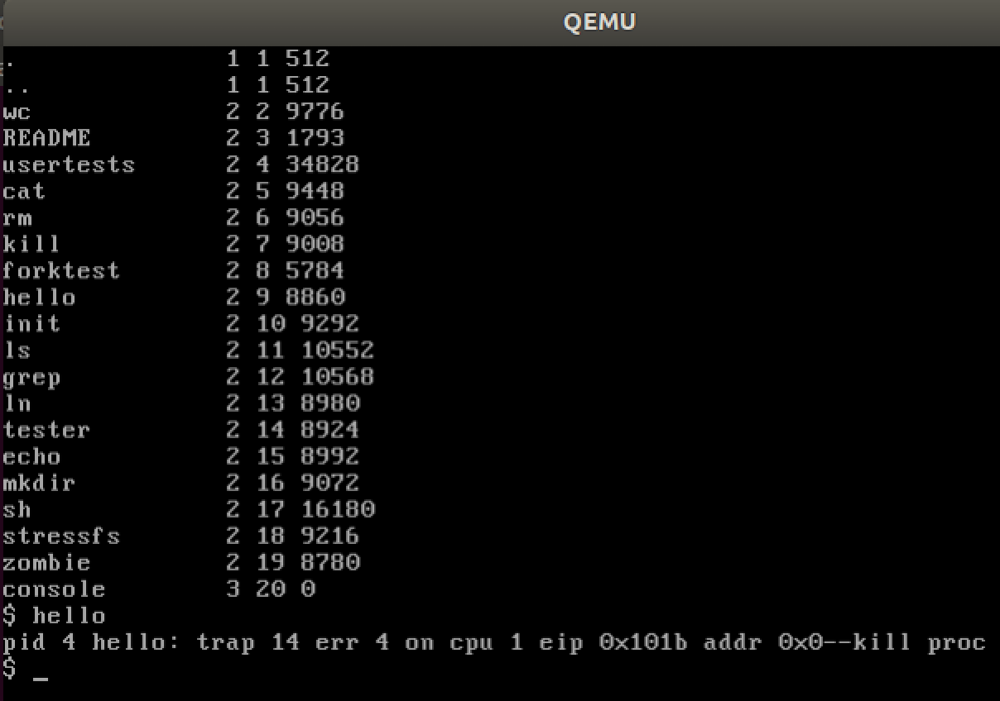 QEMU
. 1 1 512
.. 1 1 512
wc 2 2 9776
README 2 3 1793
usertests 2 4 34828
cat 2 5 9448
rm 2 6 9056
kill 2 7 9008
forktest 2 8 5784
hello 2 9 8860
init 2 10 9292
ls 2 11 10552
grep 2 12 10568
ln 2 13 8980
tester 2 14 8924
echo 2 15 8992
mkdir 2 16 9072
sh 2 17 16180
stressfs 2 18 9216
zombie 2 19 8780
console 3 20 0
$ hello
pid 4 hello: trap 14 err 4 on cpu 1 eip 0x101b addr 0x0--kill proc
$ _